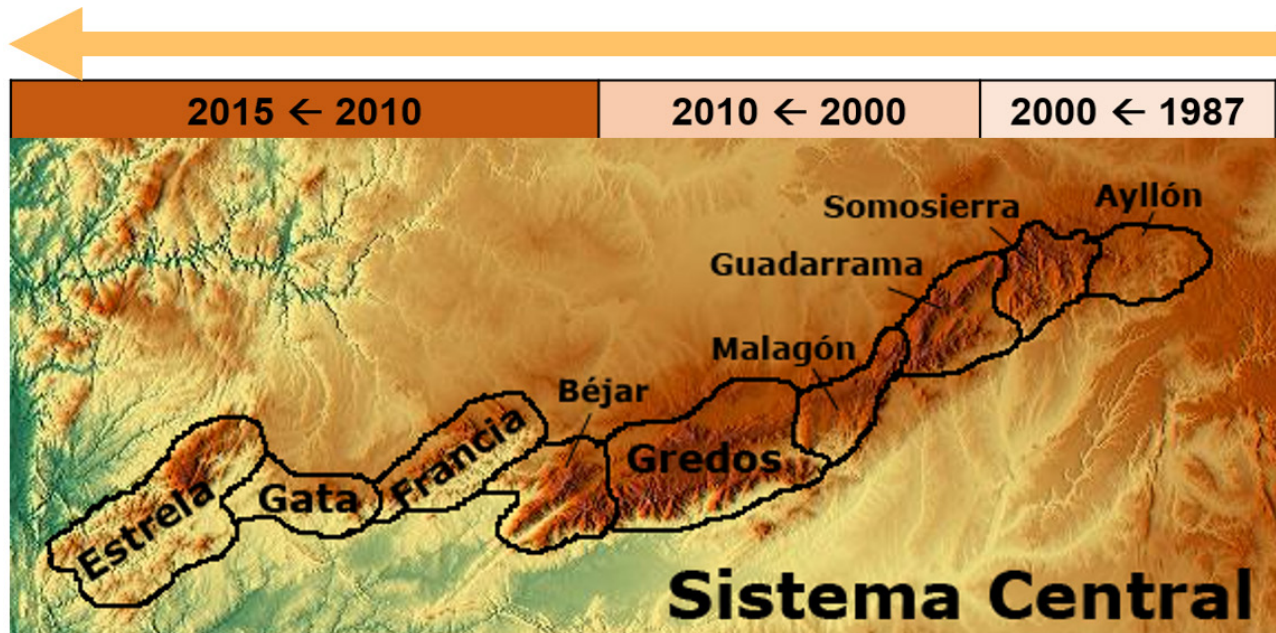 2015 ← 2010
2010 ← 2000
2000 ← 1987
Ayllón
Somosierra
Guadarrama
Malagón
Béjar
Francia
Gredos
Gata
Estrela
Sistema Central